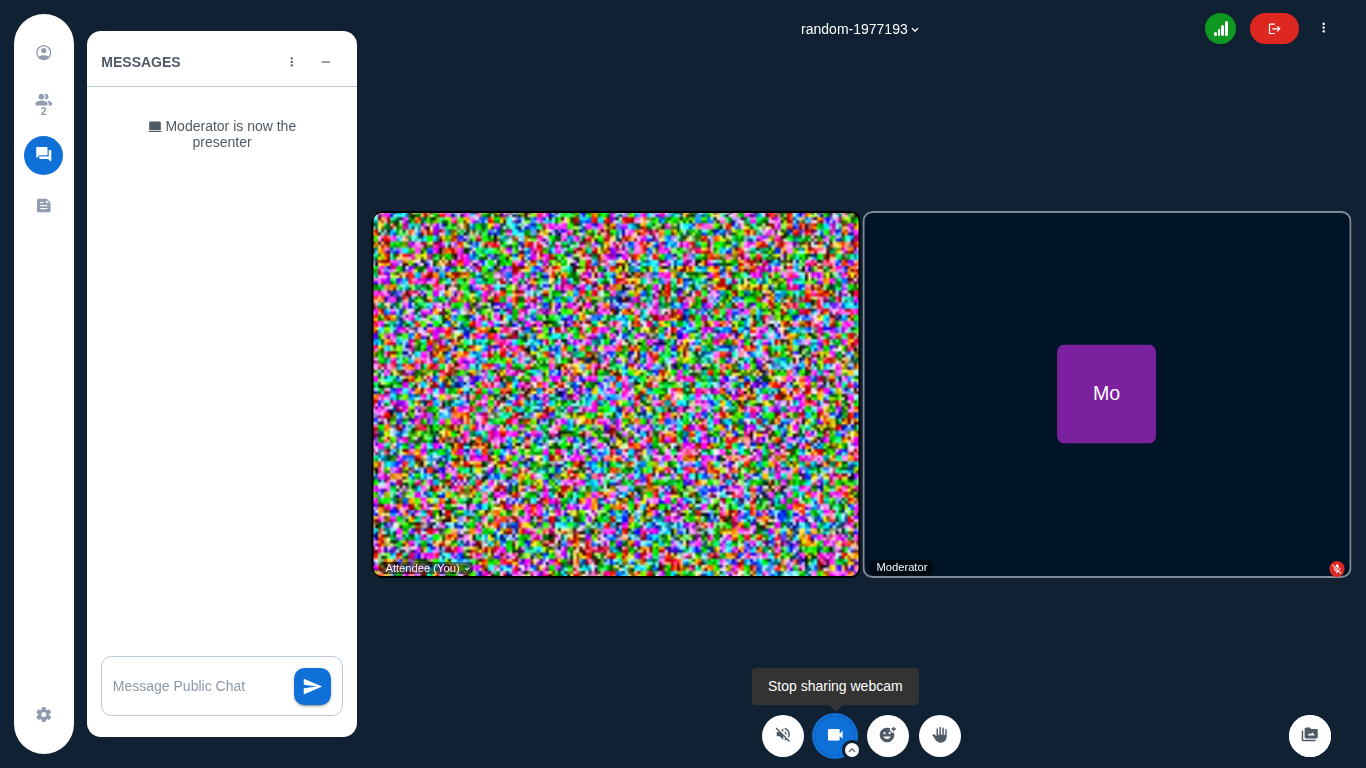 random-1977193
MESSAGES
2
Moderator is now the
presenter
Mo
Attendee (You)
Moderator
Message Public Chat
Stop sharing webcam